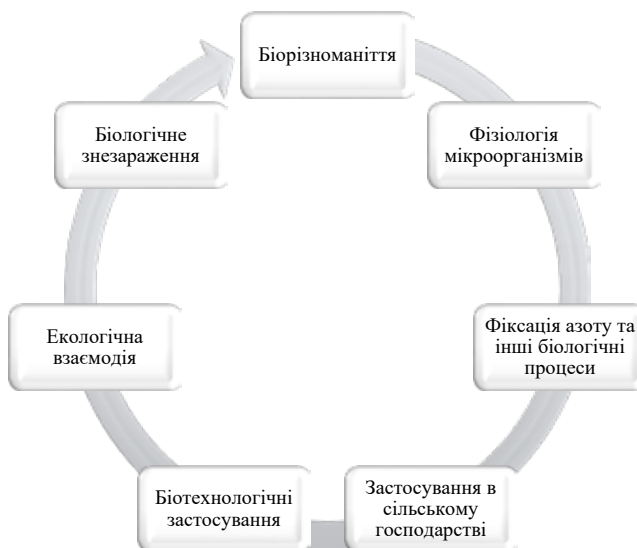 Біорізноманіття
Фізіологія
мікроорганізмів
Фіксація азоту та
інші біологічні
процеси
Застосування в
сільському
господарстві
Біотехнологічні
застосування
Екологічна
взаємодія
Біологічне
знезараження